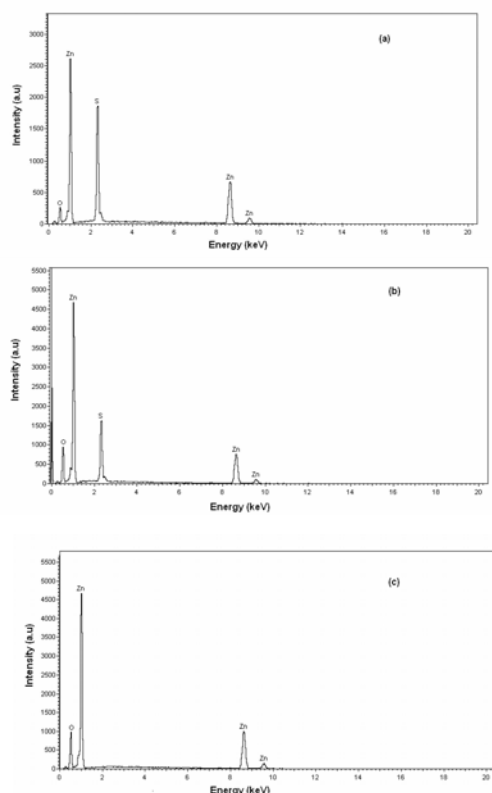 (a)
Intensity (a.u)
3000
2500
2000
1500
1000
500
0
O
Zn
S
Zn
Zn
0 2 4 6 8 10 12 14 16 18 20
Energy (keV)
(b)
Intensity (a.u)
5500
5000
4500
4000
3500
3000
2500
2000
1500
1000
500
0
O
Zn
S
Zn
Zn
0 2 4 6 8 10 12 14 16 18 20
Energy (keV)
(c)
Intensity (a.u)
5500
5000
4500
4000
3500
3000
2500
2000
1500
1000
500
0
O
Zn
Zn
Zn
0 2 4 6 8 10 12 14 16 18 20
Energy (keV)